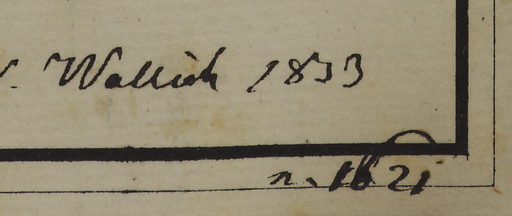 . Wallich 1833
n. 1621